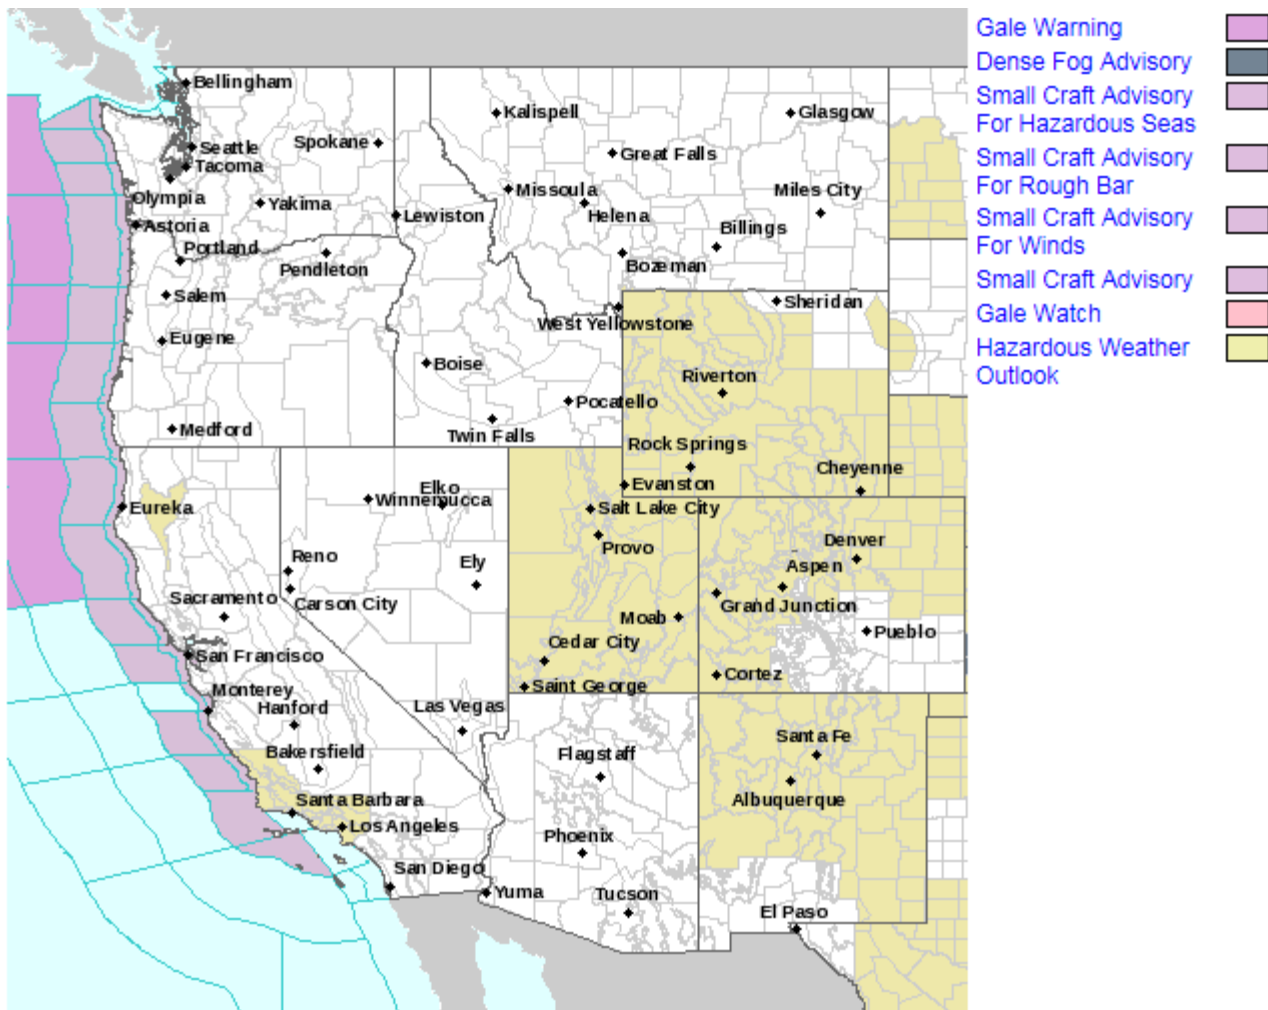 Gale Warning
Dense Fog Advisory
Small Craft Advisory
For Hazardous Seas
Small Craft Advisory
For Rough Bar
Small Craft Advisory
For Winds
Small Craft Advisory
Gale Watch
Hazardous Weather
Outlook
Bellingham
Kalispell
Glasgow
Seattle
Spokane
Great Falls
Tacoma
Missoula
Miles City
Olympia
Yakima
Lewiston
Helena
Astoria
Billings
Portland
Pendleton
Bozeman
Salem
Sheridan
West Yellowstone
Eugene
Boise
Riverton
Pocatello
Medford
Twin Falls
Rock Springs
Cheyenne
Evanston
Elko
Winnemucca
Eureka
Salt Lake City
Provo
Denver
Reno
Ely
Aspen
Sacramento
Carson City
Grand Junction
Moab
Pueblo
Cedar City
San Francisco
Cortez
Saint George
Monterey
Hanford
Las Vegas
Santa Fe
Bakersfield
Flagstaff
Santa Barbara
Albuquerque
Los Angeles
Phoenix
San Diego
Yuma
Tucson
El Paso